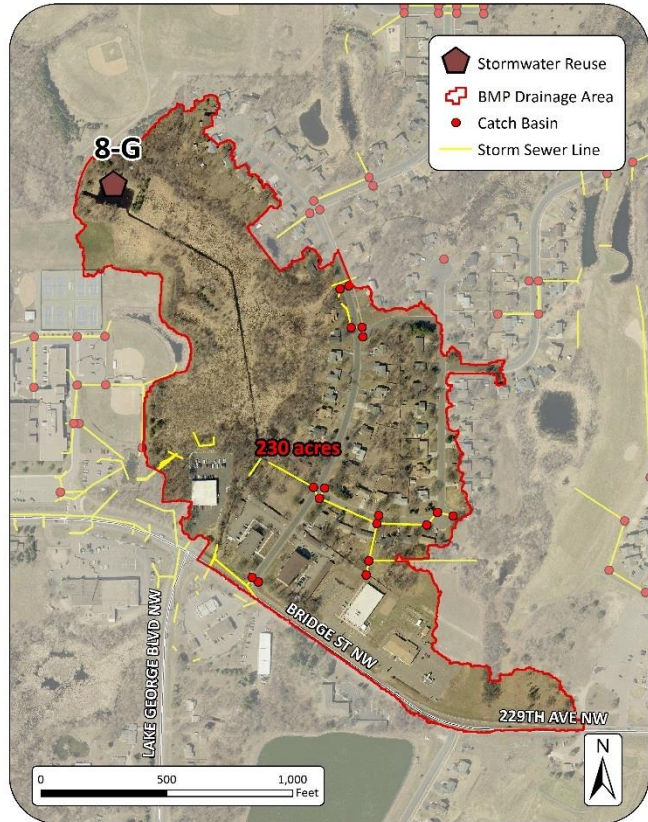 Stormwater Reuse
BMP Drainage Area
Catch Basin
Storm Sewer Line
8-G
230 acres
BRIDGE ST NW
LAKE GEORGE BLVD NW
229TH AVE NW
N
0 500 1,000
Feet